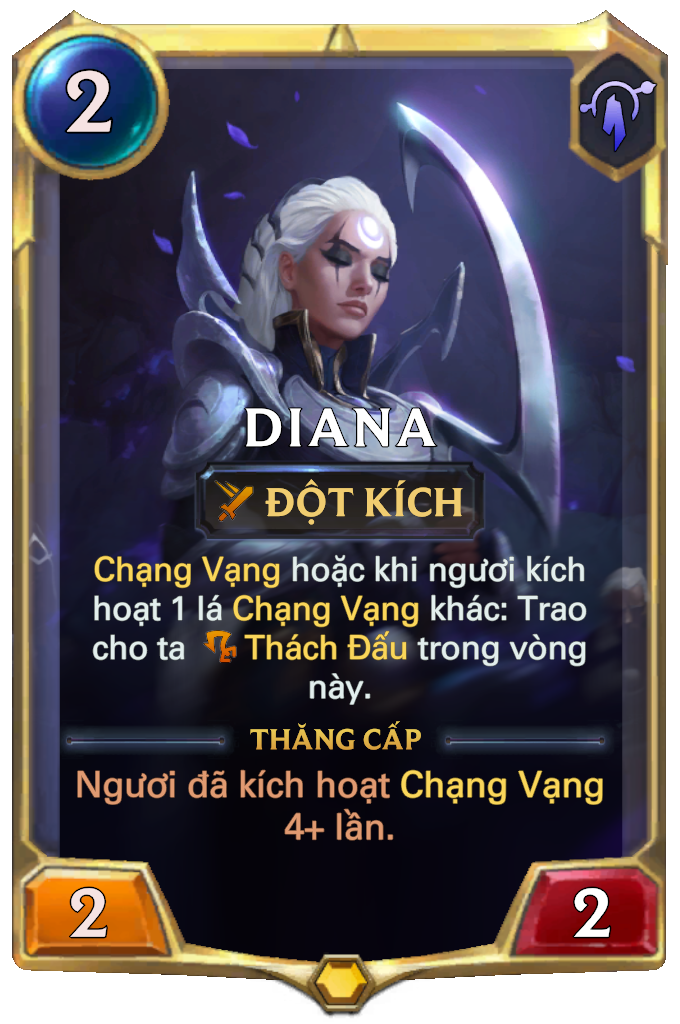 2
DIANA
ĐỘT KÍCH
Chạng Vạng hoặc khi ngươi kích
hoạt 1 lá Chạng Vạng khác: Trao
cho ta Thách Đấu trong vòng
này.
THĂNG CẤP
Ngươi đã kích hoạt Chạng Vạng
4+ lần.
2
2